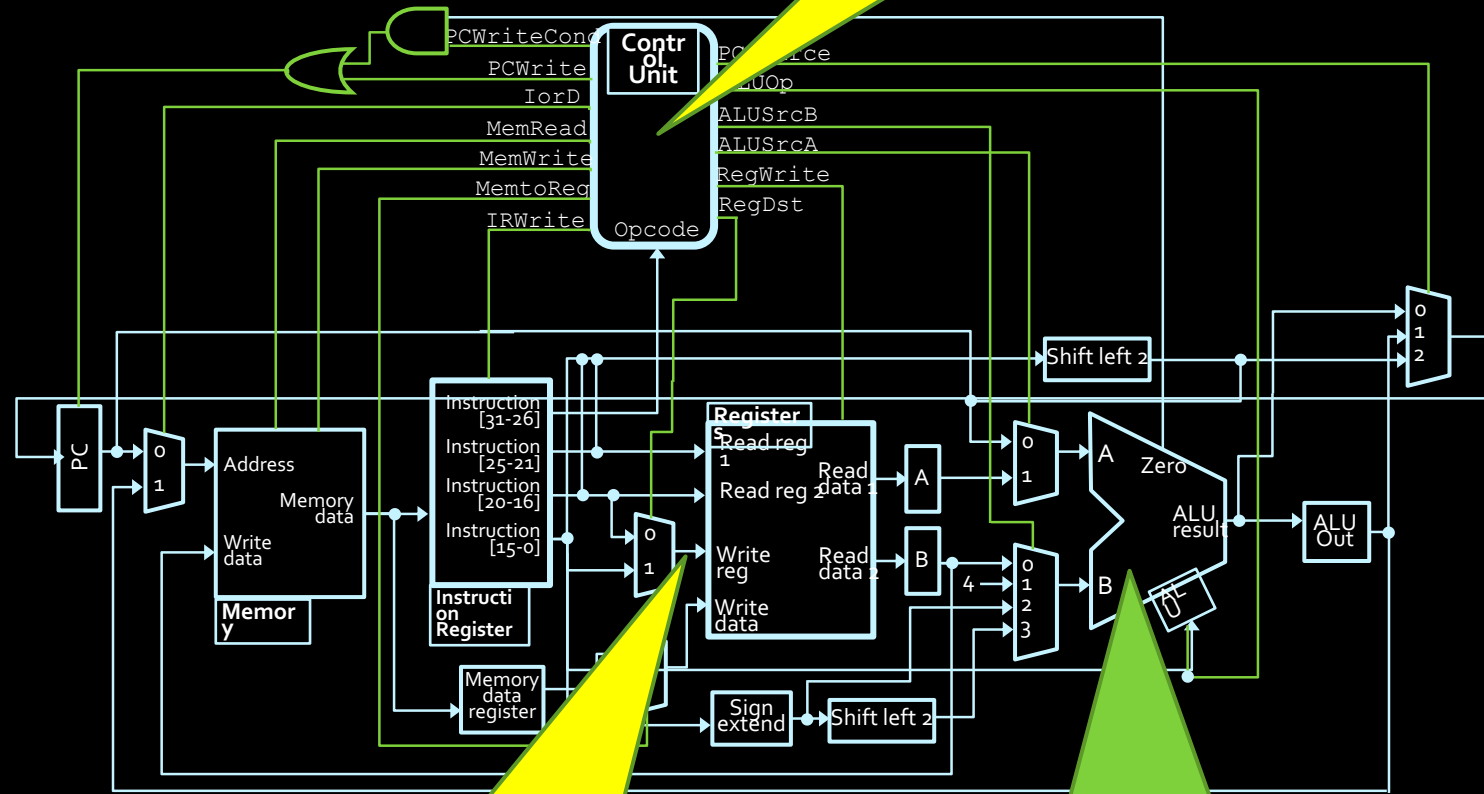 PCWriteCond
PCWrite
IorD
MemRead
MemWrite
MemtoReg
IRWrite
Contr
ol
Unit
Opcode
ALUSrcB
ALUSrcA
RegWrite
RegDst
PC
0
1
Address
Memory
data
Write
data
Memor
y
Instruction
[31-26]
Instruction
[25-21]
Instruction
[20-16]
Instruction
[15-0]
Instructi
on
Register
Memory
data
register
0
1
Register
s
Read reg
1
Read reg 2
Write
reg
Write
data
Read
data 1
Read
data 2
Sign
extend
Shift left 2
A
B
4
0
1
0
1
2
3
Shift left 2
A
B
Zero
ALU
result
AL
U
ALU
Out
0
1
2